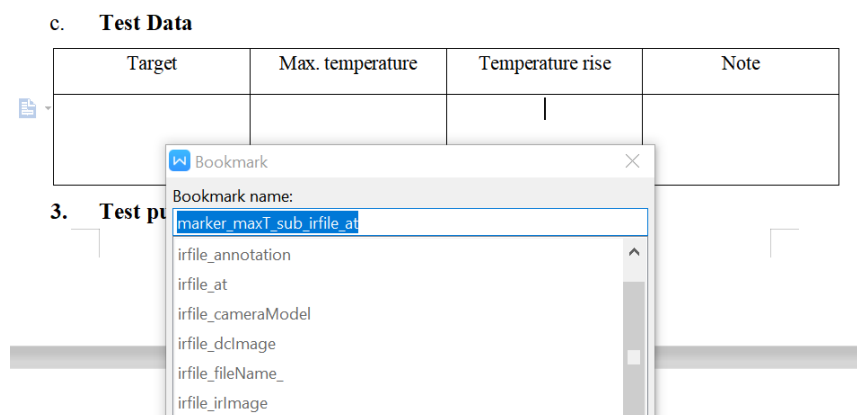 c. Test Data
Target Max. temperature Temperature rise Note
Bookmark
Bookmark name:
3. Test pu
marker_maxT_sub_irfile_at
irfile_annotation
irfile_at
irfile_cameraModel
irfile_dcImage
irfile_fileName_
irfile_irImage